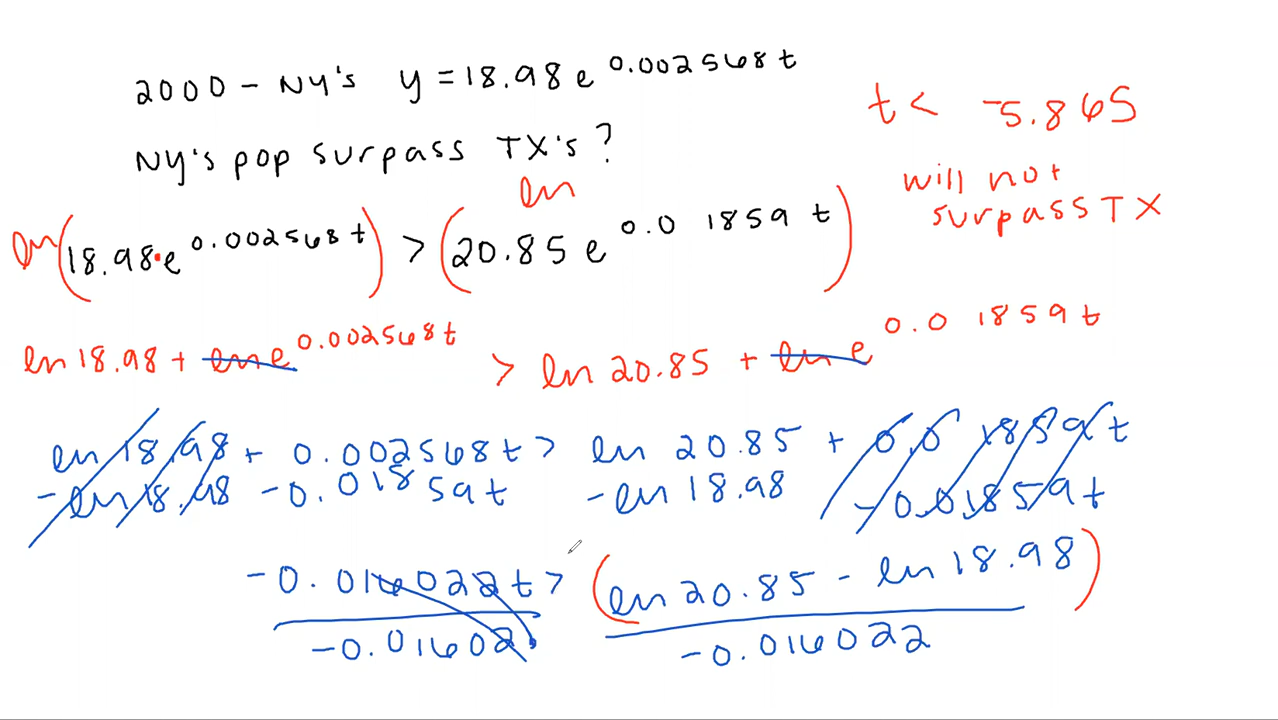 2000 - NY's y = 18.98e^0.002568t
NY's pop surpass TX's?
t < -5.865
will not
surpass TX
ln(18.98•e^0.002568t) > ln(20.85e^0.01859t)
ln 18.98 + ln e^0.002568t > ln 20.85 + ln e^0.01859t
ln 18.98 + 0.002568t > ln 20.85 + 0.01859t
-ln 18.98 - 0.01859t -ln 18.98 - 0.01859t
-0.016022t > (ln 20.85 - ln 18.98)
-0.016022 -0.016022